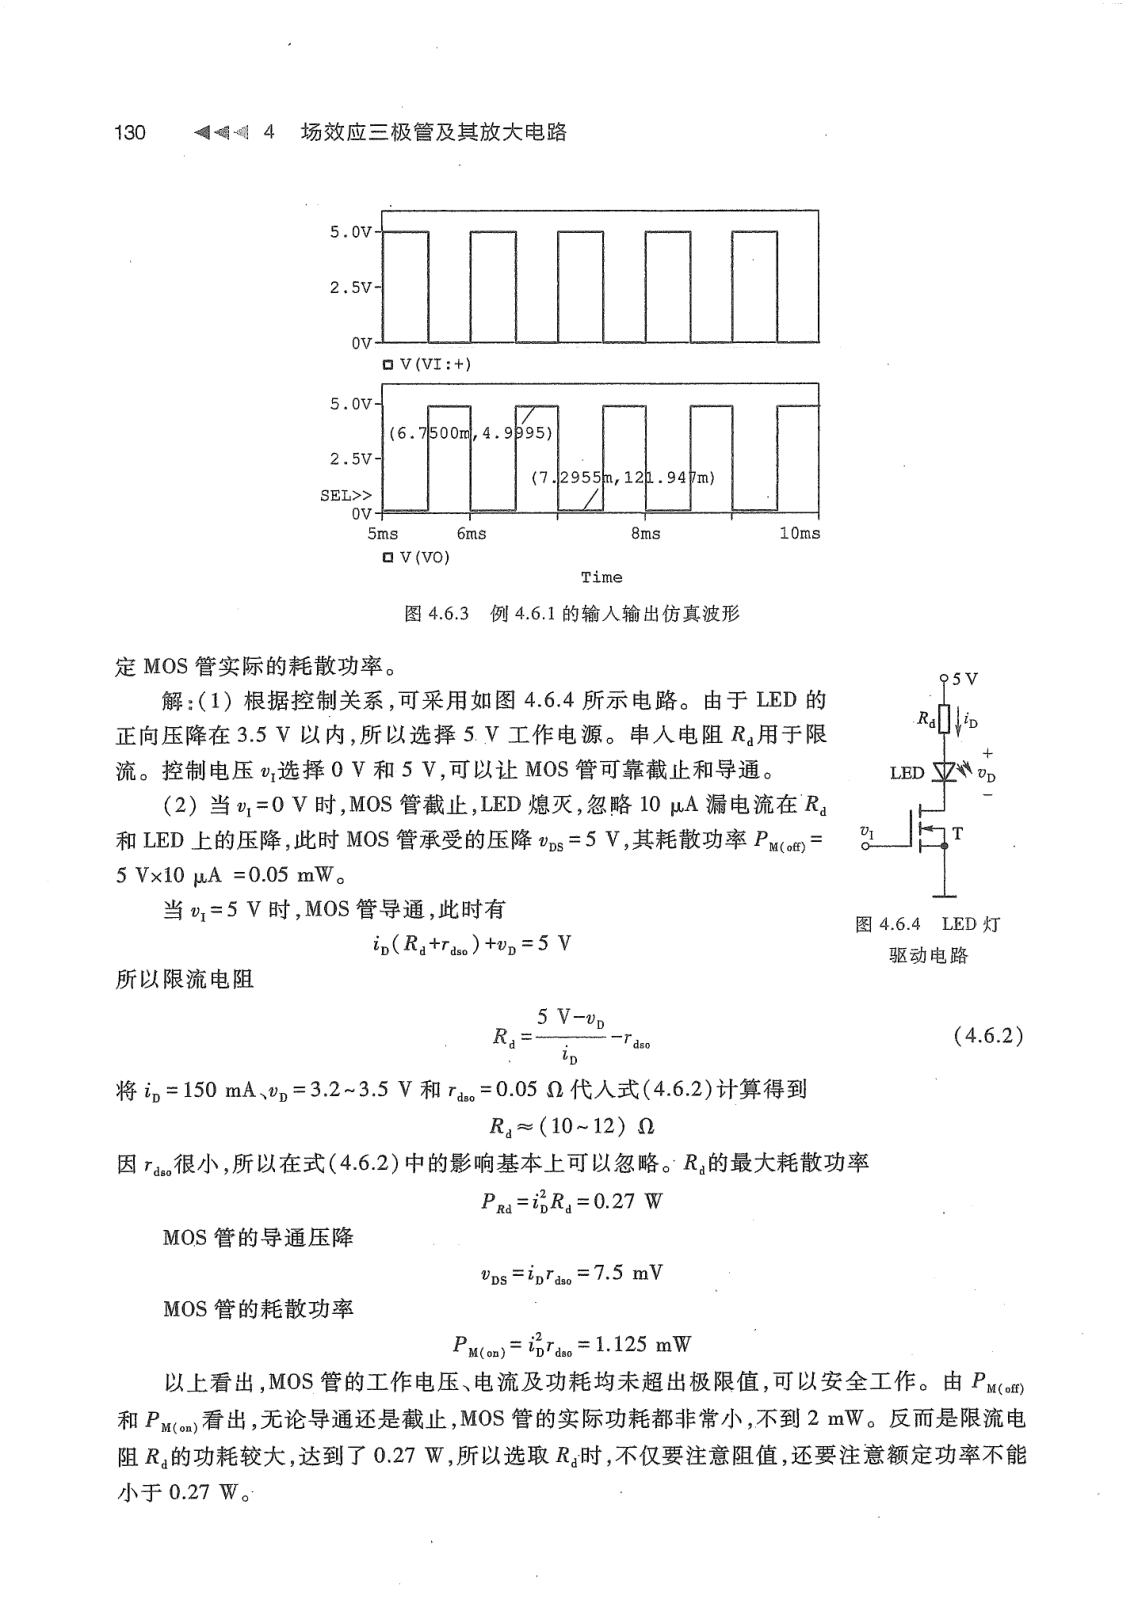 130 4 场效应三极管及其放大电路
5.0V
2.5V
0V
V(VI:+)
5.0V
(6.7500m,4.9995)
2.5V
(7.2955m,121.947m)
SEL>>
0V
5ms 6ms 8ms 10ms
V(VO)
Time
图 4.6.3 例 4.6.1 的输入输出仿真波形
定 MOS 管实际的耗散功率。
解:(1) 根据控制关系,可采用如图 4.6.4 所示电路。由于 LED 的
正向压降在 3.5 V 以内,所以选择 5 V 工作电源。串入电阻 Rd用于限
流。控制电压 vI选择 0 V 和 5 V,可以让 MOS 管可靠截止和导通。
(2) 当 vI=0 V 时,MOS 管截止,LED 熄灭,忽略 10 μA 漏电流在 Rd
和 LED 上的压降,此时 MOS 管承受的压降 vDS=5 V,其耗散功率 PM(off)=
5 V×10 μA =0.05 mW。
当 vI=5 V 时,MOS 管导通,此时有
iD(Rd+rdso)+vD=5 V
所以限流电阻
5 V
Rd iD
+
LED vD
−
vI T
图 4.6.4 LED 灯
驱动电路
Rd=(5 V-vD)/iD-rdso (4.6.2)
将 iD=150 mA、vD=3.2~3.5 V 和 rdso=0.05 Ω 代入式(4.6.2)计算得到
Rd≈(10~12) Ω
因 rdso很小,所以在式(4.6.2)中的影响基本上可以忽略。Rd的最大耗散功率
PRd=iD²Rd=0.27 W
MOS 管的导通压降
vDS=iDrdso=7.5 mV
MOS 管的耗散功率
PM(on)=iD²rdso=1.125 mW
以上看出,MOS 管的工作电压、电流及功耗均未超出极限值,可以安全工作。由 PM(off)
和 PM(on)看出,无论导通还是截止,MOS 管的实际功耗都非常小,不到 2 mW。反而是限流电
阻 Rd的功耗较大,达到了 0.27 W,所以选取 Rd时,不仅要注意阻值,还要注意额定功率不能
小于 0.27 W。